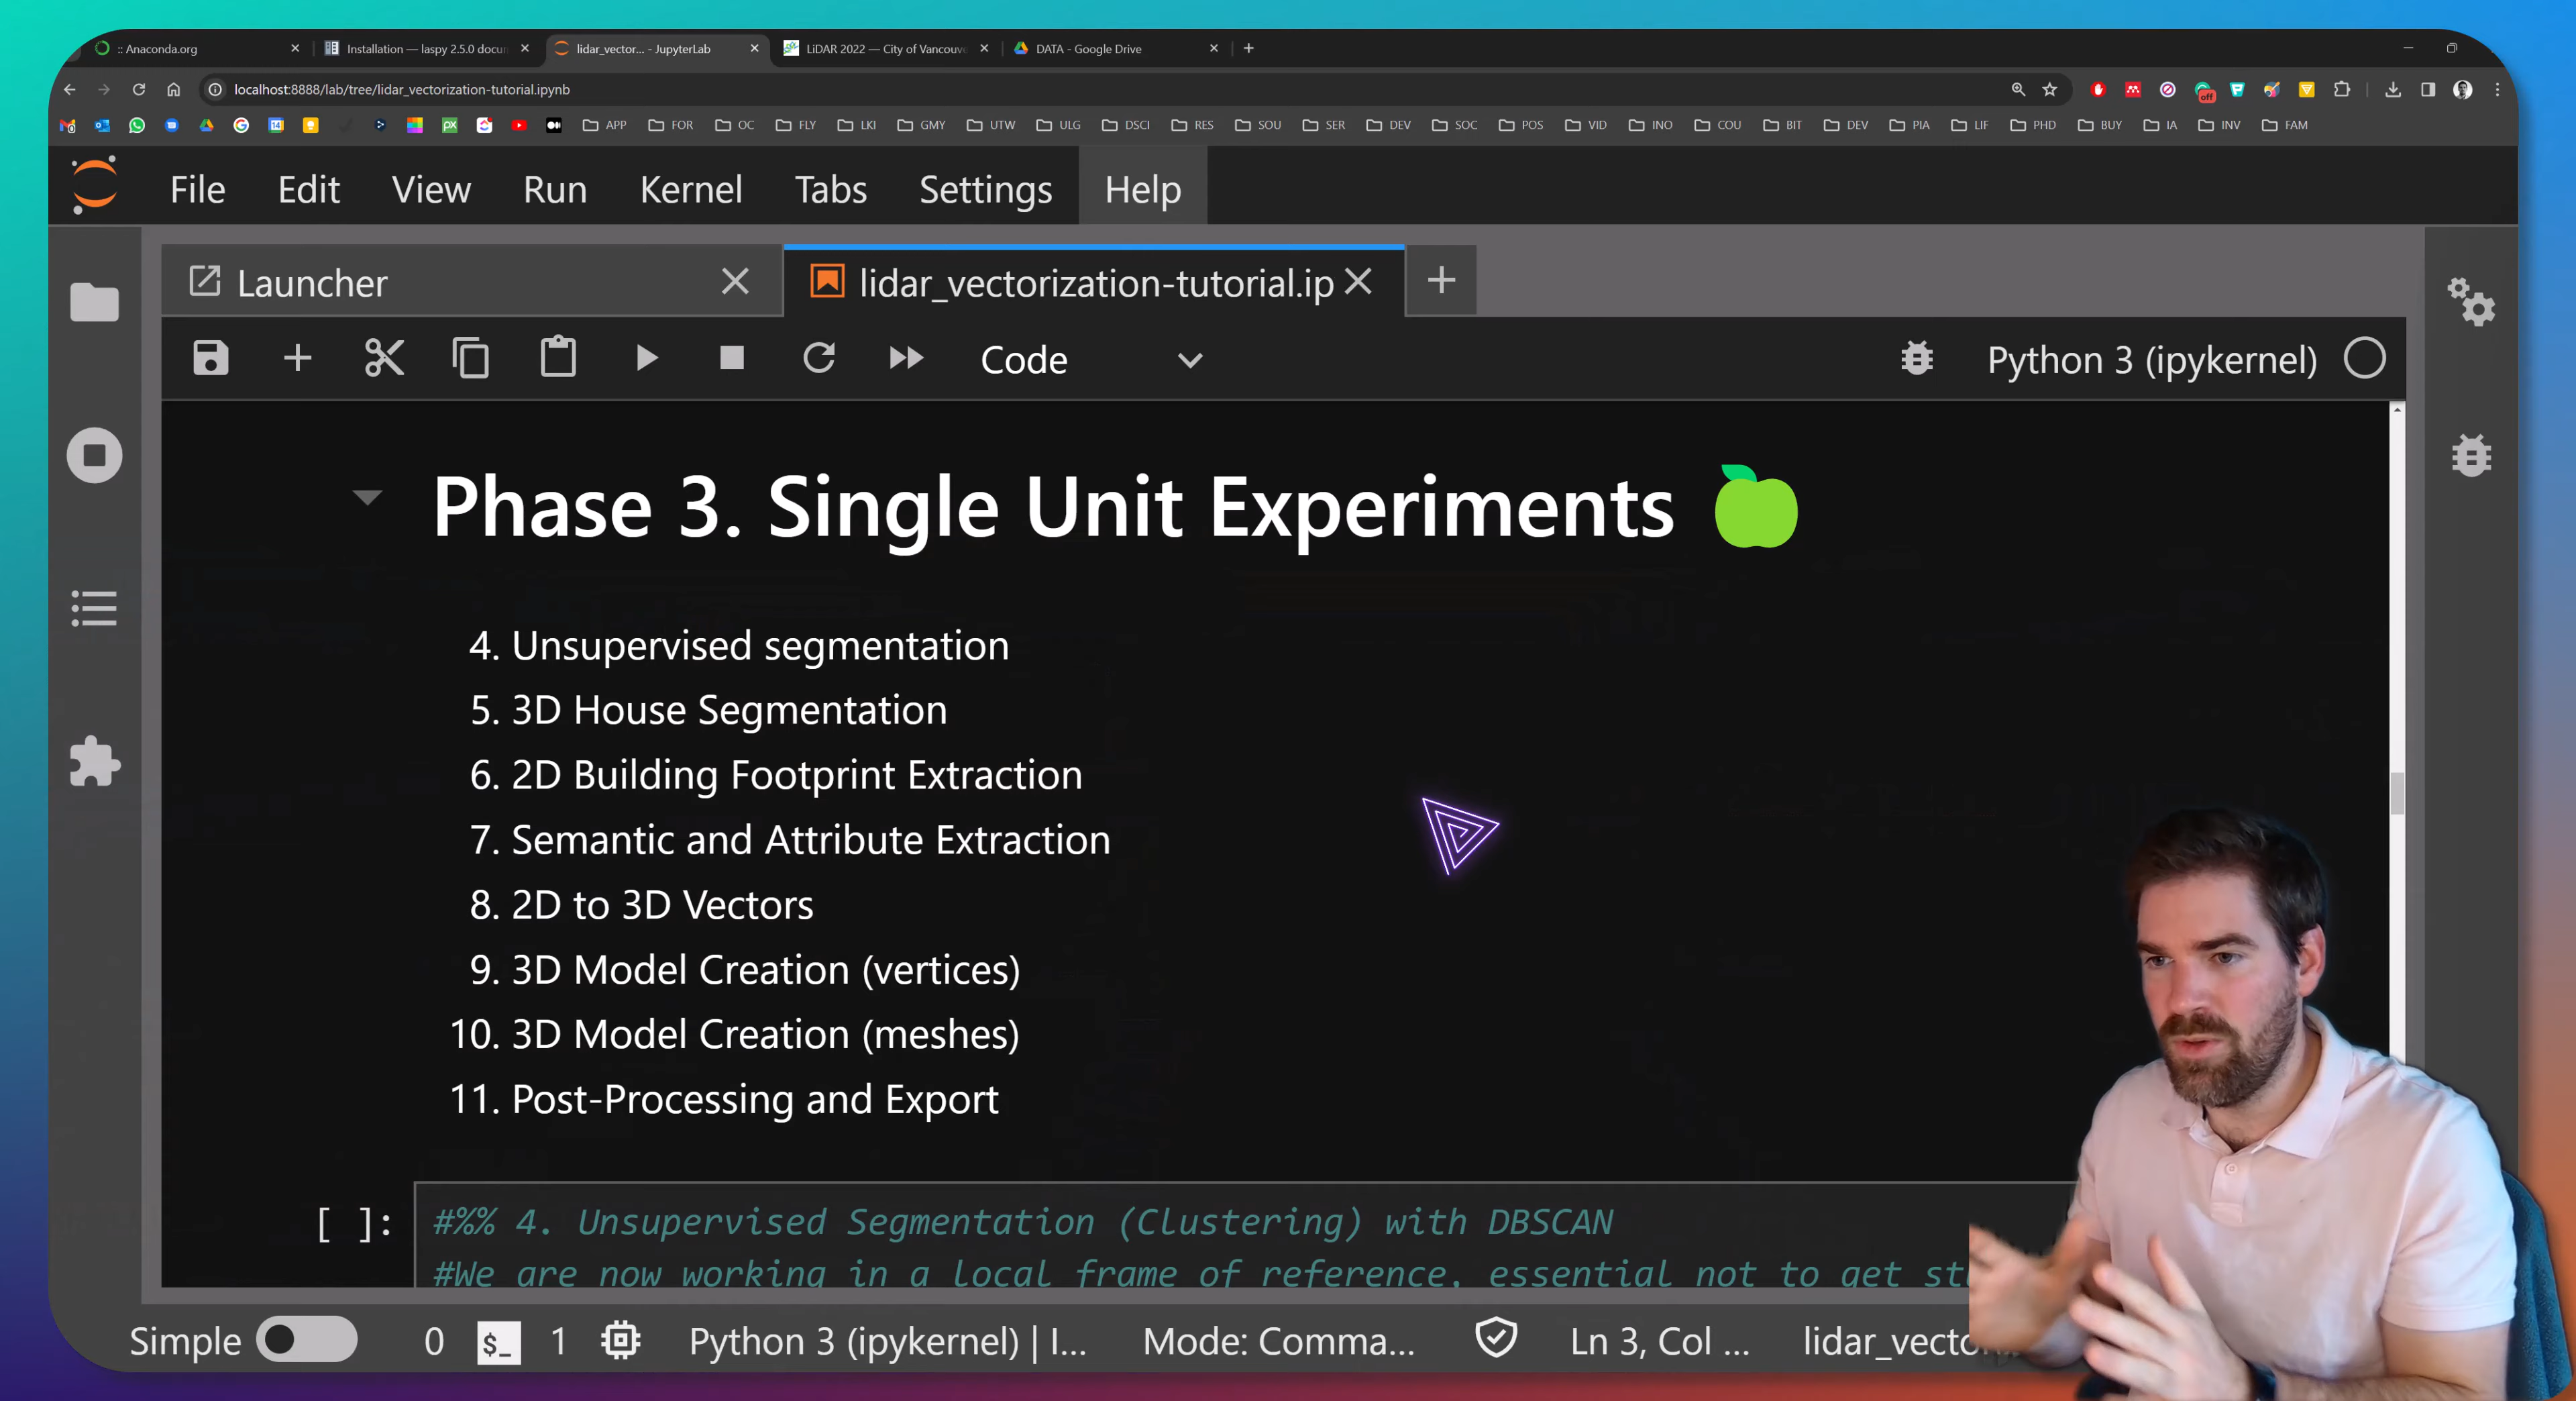 :: Anaconda.org
Installation — laspy 2.5.0 docun
lidar_vector... - JupyterLab
LiDAR 2022 — City of Vancouv
DATA - Google Drive
localhost:8888/lab/tree/lidar_vectorization-tutorial.ipynb
off
14
APP FOR OC FLY LKI GMY UTW ULG DSCI RES SOU SER DEV SOC POS VID INO COU BIT DEV PIA LIF PHD BUY IA INV FAM
File Edit View Run Kernel Tabs Settings Help
Launcher
lidar_vectorization-tutorial.ip
Code
Python 3 (ipykernel)
Phase 3. Single Unit Experiments
4. Unsupervised segmentation
5. 3D House Segmentation
6. 2D Building Footprint Extraction
7. Semantic and Attribute Extraction
8. 2D to 3D Vectors
9. 3D Model Creation (vertices)
10. 3D Model Creation (meshes)
11. Post-Processing and Export
[ ]:
#%% 4. Unsupervised Segmentation (Clustering) with DBSCAN
#We are now working in a local frame of reference, essential not to get st
Simple 0 $_ 1 Python 3 (ipykernel) | I... Mode: Comma... Ln 3, Col ... lidar_vecto